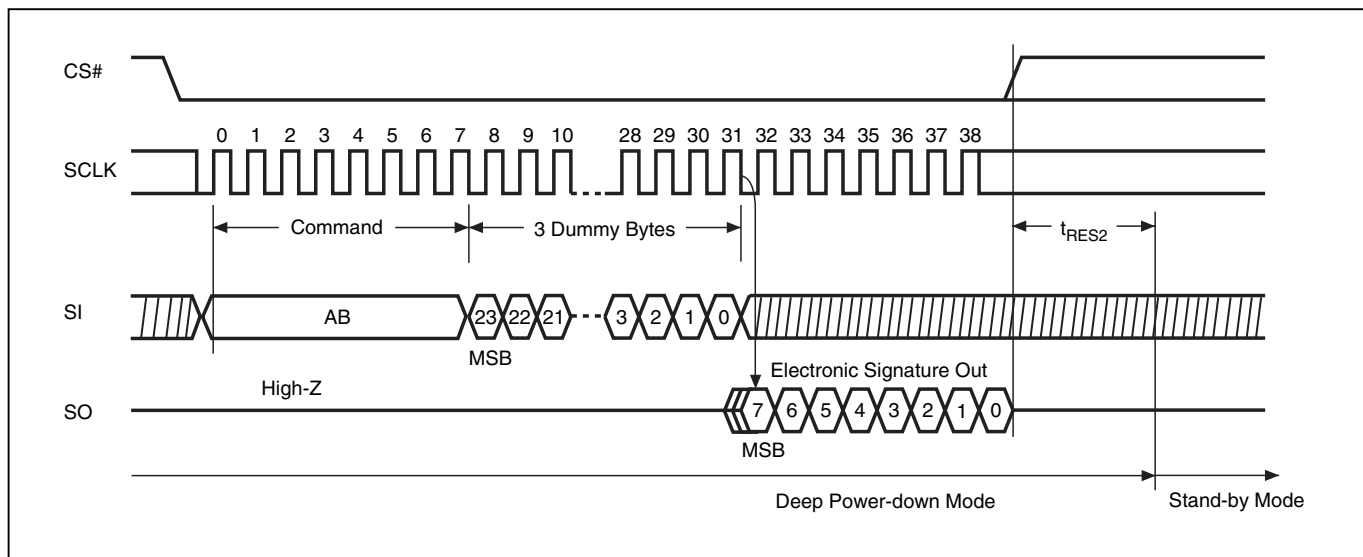 CS#
0 1 2 3 4 5 6 7 8 9 10 28 29 30 31 32 33 34 35 36 37 38
SCLK
Command
3 Dummy Bytes
tRES2
SI
AB
23 22 21 3 2 1 0
MSB
Electronic Signature Out
High-Z
SO
7 6 5 4 3 2 1 0
MSB
Deep Power-down Mode
Stand-by Mode